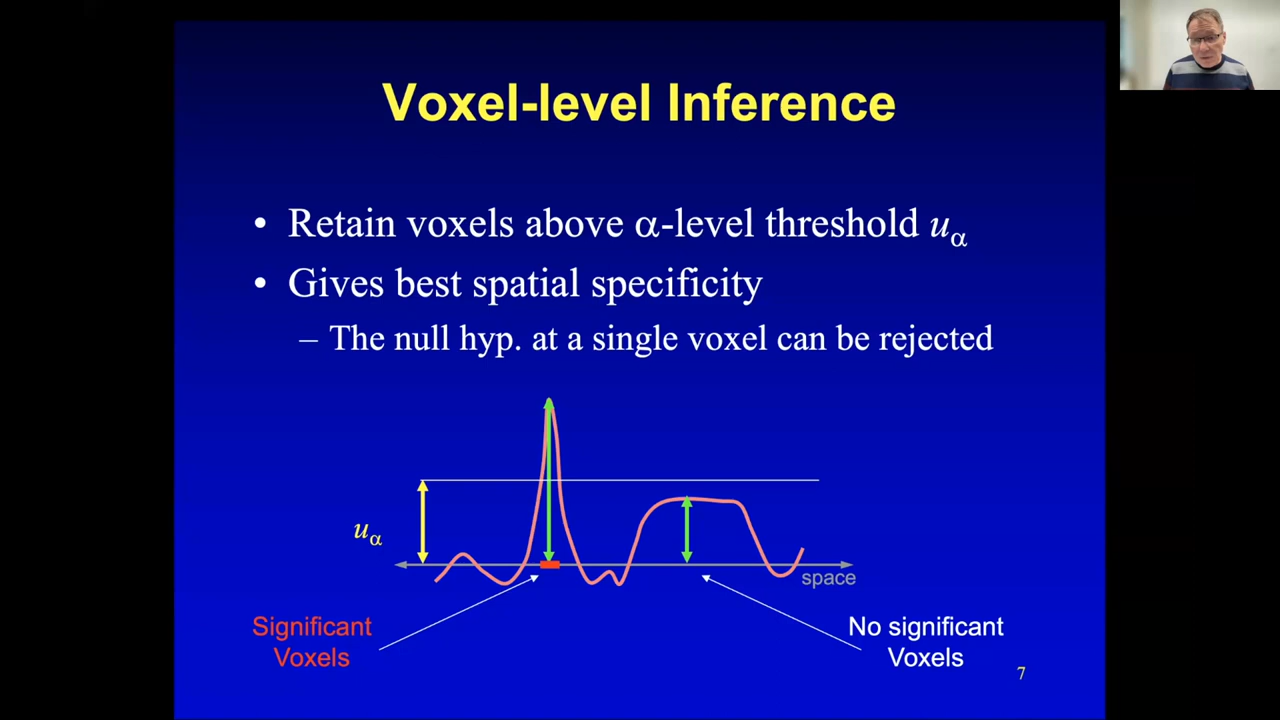 Voxel-level Inference
• Retain voxels above α-level threshold uα
• Gives best spatial specificity
– The null hyp. at a single voxel can be rejected
uα
space
Significant
Voxels
No significant
Voxels
7